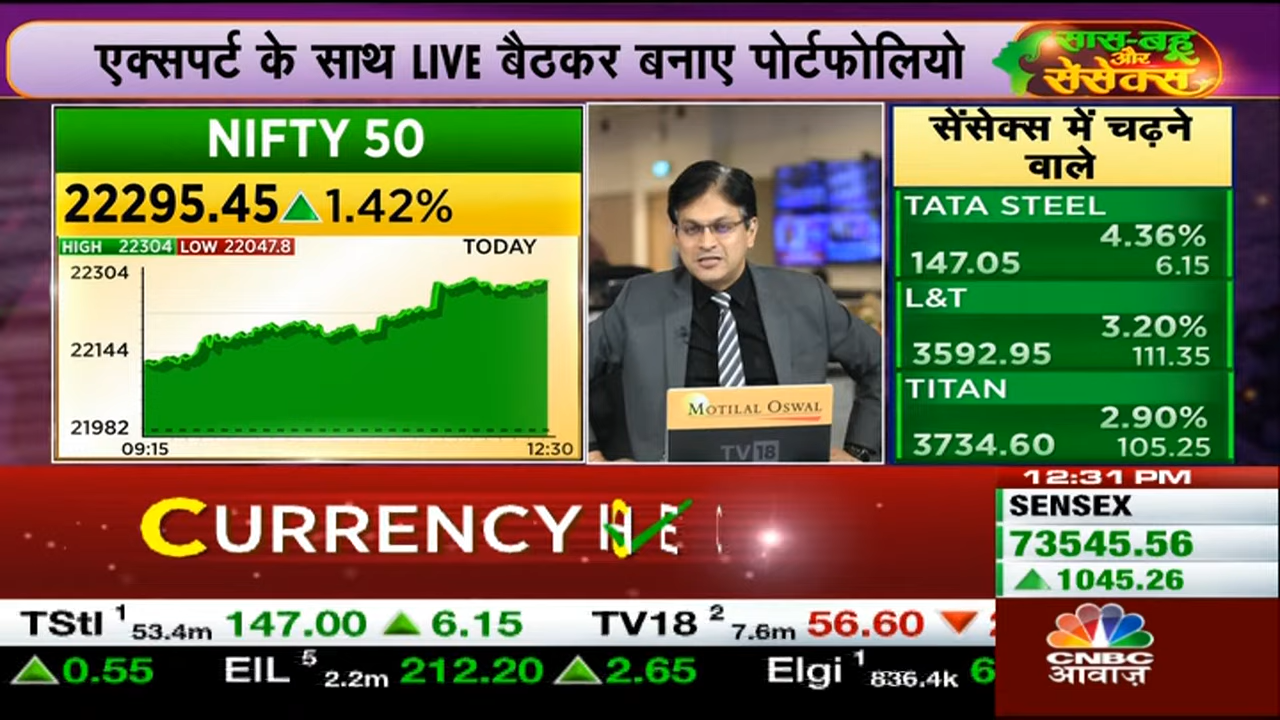 एक्सपर्ट के साथ LIVE बैठकर बनाए पोर्टफोलियो
सास-बहू
और
सेंसेक्स
NIFTY 50
22295.45 ▲ 1.42%
HIGH 22304 LOW 22047.8 TODAY
22304
22144
21982
09:15 12:30
MOTILAL OSWAL
TV18
सेंसेक्स में चढ़ने
वाले
TATA STEEL
4.36%
147.05 6.15
L&T
3.20%
3592.95 111.35
TITAN
2.90%
3734.60 105.25
CURRENCY
12:31 PM
SENSEX
73545.56
▲ 1045.26
TStl 1 53.4m 147.00 ▲ 6.15 TV18 2 7.6m 56.60 ▼
▲ 0.55 EIL 5 2.2m 212.20 ▲ 2.65 Elgi 1 836.4k 6
CNBC
आवाज़